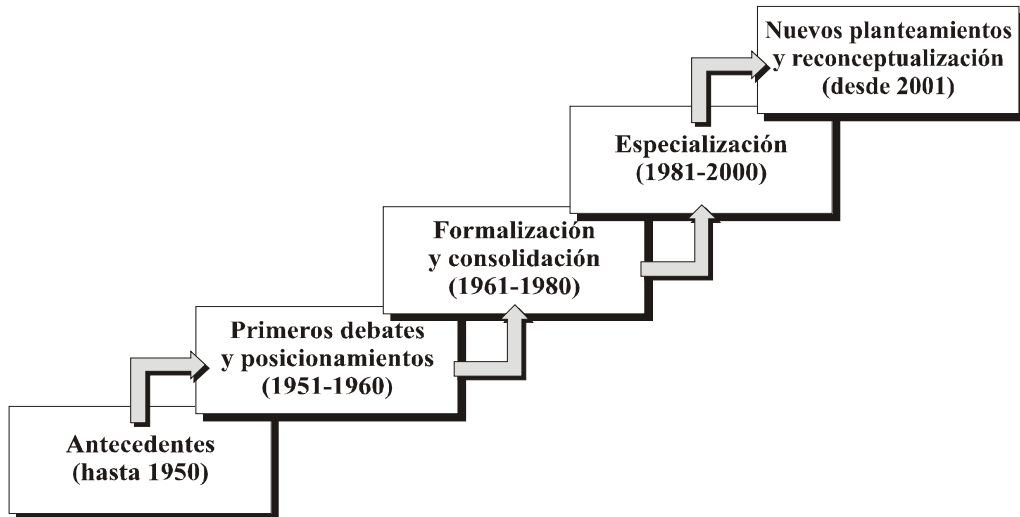 Nuevos planteamientos
y reconceptualización
(desde 2001)
Especialización
(1981-2000)
Formalización
y consolidación
(1961-1980)
Primeros debates
y posicionamientos
(1951-1960)
Antecedentes
(hasta 1950)